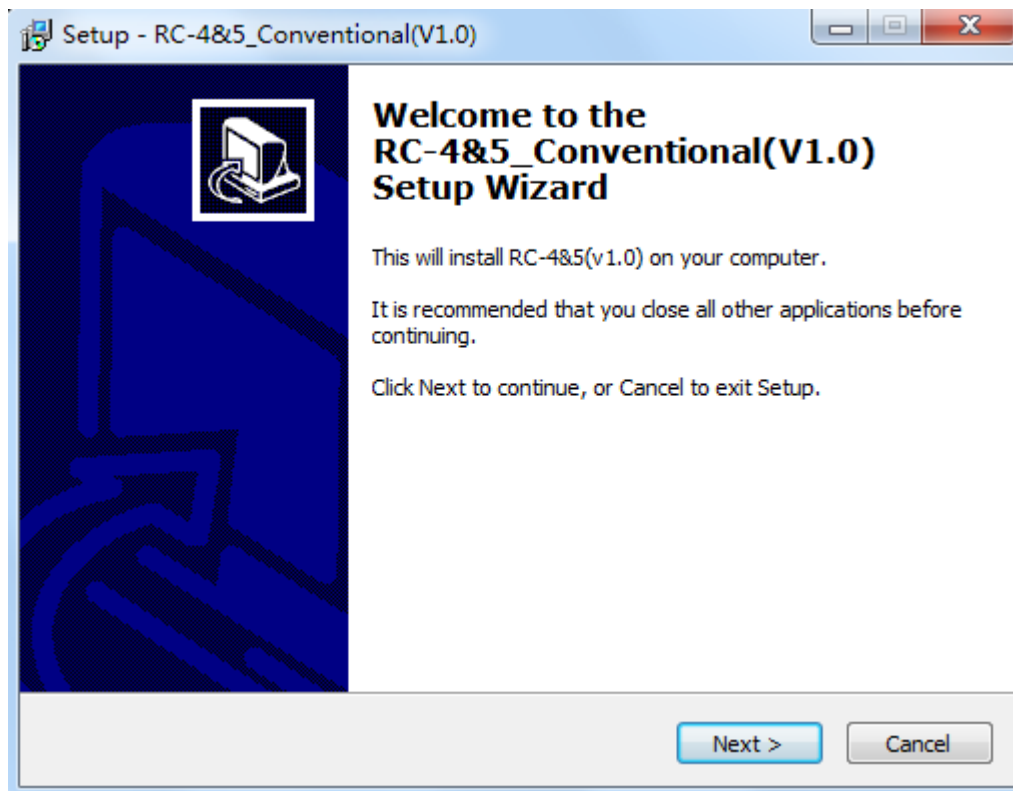 Setup - RC-4&5_Conventional(V1.0)
Welcome to the
RC-4&5_Conventional(V1.0)
Setup Wizard
This will install RC-4&5(v1.0) on your computer.
It is recommended that you close all other applications before
continuing.
Click Next to continue, or Cancel to exit Setup.
Next >
Cancel